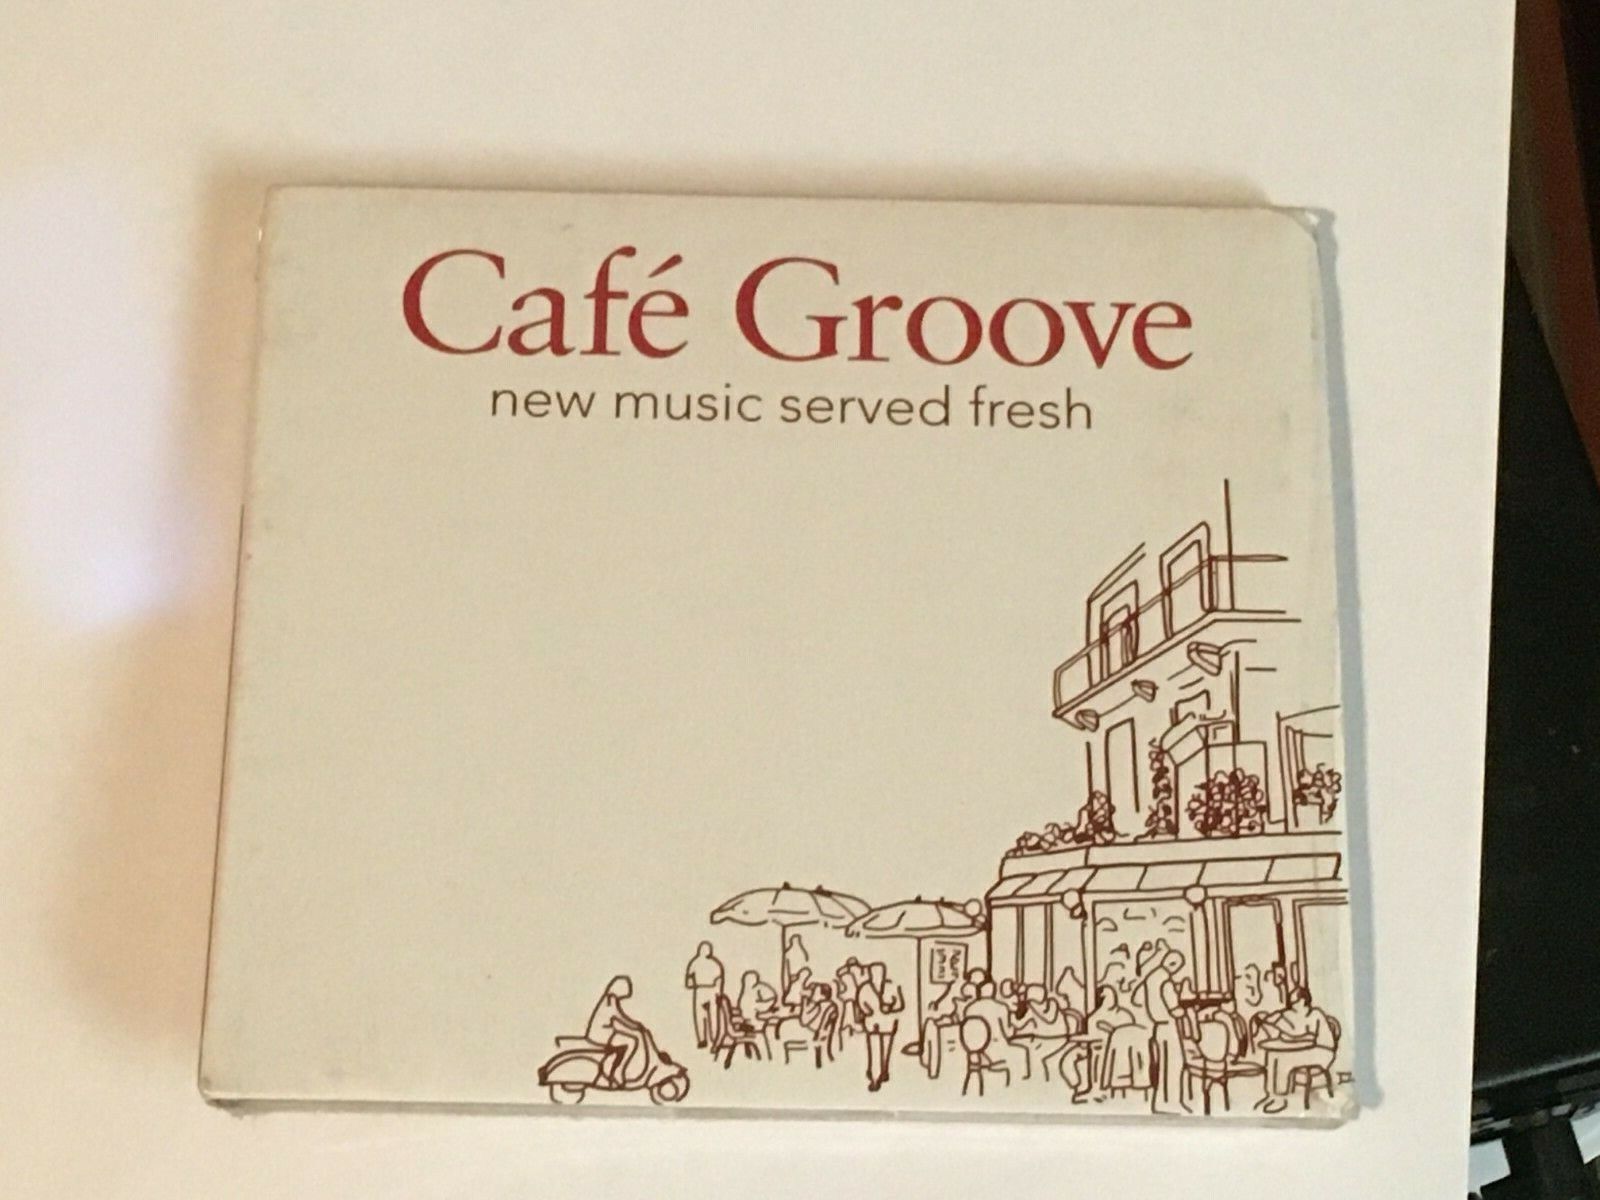 Café Groove
new music served fresh